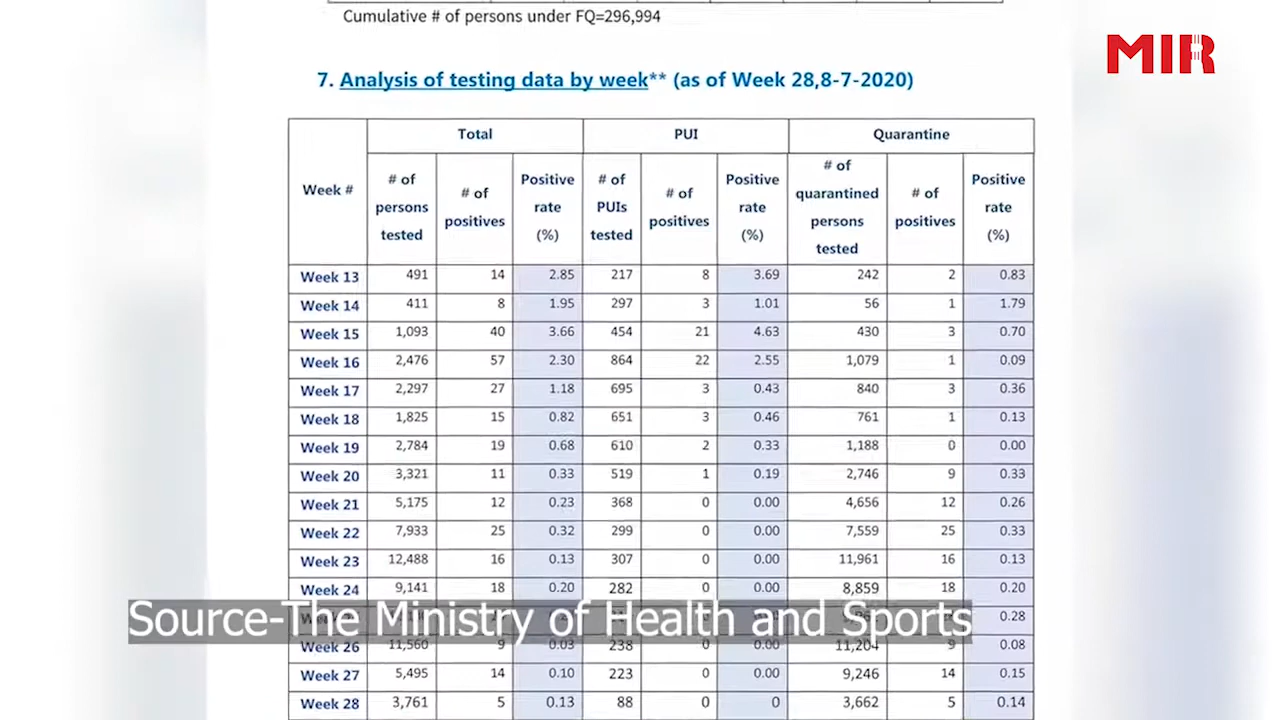 Cumulative # of persons under FQ=296,994
MIR
7. Analysis of testing data by week** (as of Week 28,8-7-2020)
Week # Total PUI Quarantine
# of persons tested # of positives Positive rate (%) # of PUIs tested # of positives Positive rate (%) # of quarantined persons tested # of positives Positive rate (%)
Week 13 491 14 2.85 217 8 3.69 242 2 0.83
Week 14 411 8 1.95 297 3 1.01 56 1 1.79
Week 15 1,093 40 3.66 454 21 4.63 430 3 0.70
Week 16 2,476 57 2.30 864 22 2.55 1,079 1 0.09
Week 17 2,297 27 1.18 695 3 0.43 840 3 0.36
Week 18 1,825 15 0.82 651 3 0.46 761 1 0.13
Week 19 2,784 19 0.68 610 2 0.33 1,188 0 0.00
Week 20 3,321 11 0.33 519 1 0.19 2,746 9 0.33
Week 21 5,175 12 0.23 368 0 0.00 4,656 12 0.26
Week 22 7,933 25 0.32 299 0 0.00 7,559 25 0.33
Week 23 12,488 16 0.13 307 0 0.00 11,961 16 0.13
Week 24 9,141 18 0.20 282 0 0.00 8,859 18 0.20
0.28
Source-The Ministry of Health and Sports
Week 26 11,560 9 0.03 238 0 0.00 11,204 9 0.08
Week 27 5,495 14 0.10 223 0 0.00 9,246 14 0.15
Week 28 3,761 5 0.13 88 0 0 3,662 5 0.14